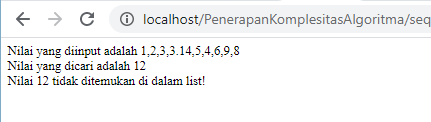 localhost/PenerapanKomplesitasAlgoritma/seq
Nilai yang diinput adalah 1,2,3,3.14,5,4,6,9,8
Nilai yang dicari adalah 12
Nilai 12 tidak ditemukan di dalam list!